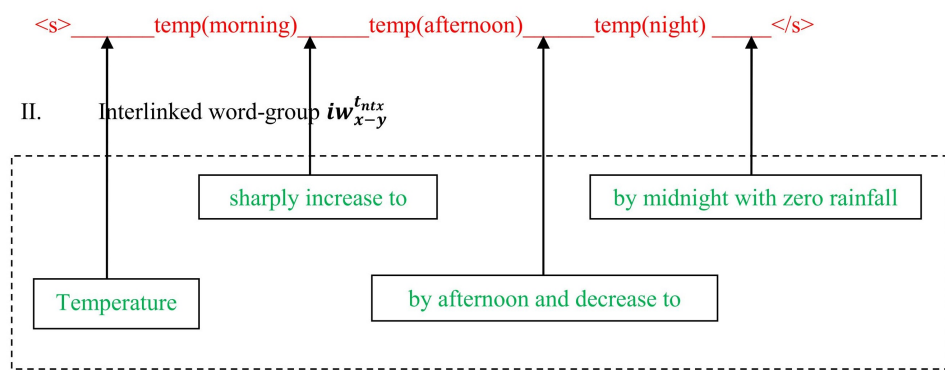 <s>_______temp(morning)______temp(afternoon)______temp(night) _____</s>
II. Interlinked word-group iw_{x-y}^{t_{ntx}}
sharply increase to
by midnight with zero rainfall
Temperature
by afternoon and decrease to